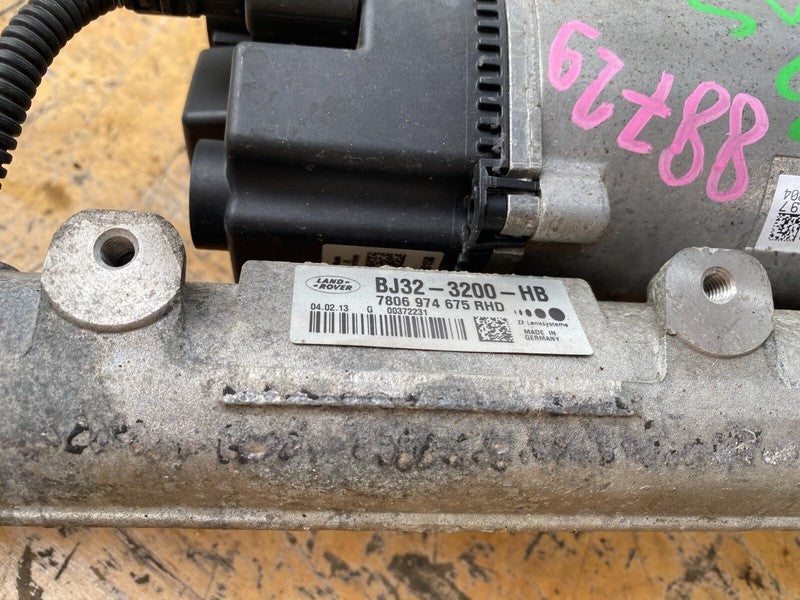 88729
LAND-
ROVER
BJ32-3200-HB
7806 974 675 RHD
04.02.13 G 00372231
ZF Lenksysteme
MADE IN
GERMANY